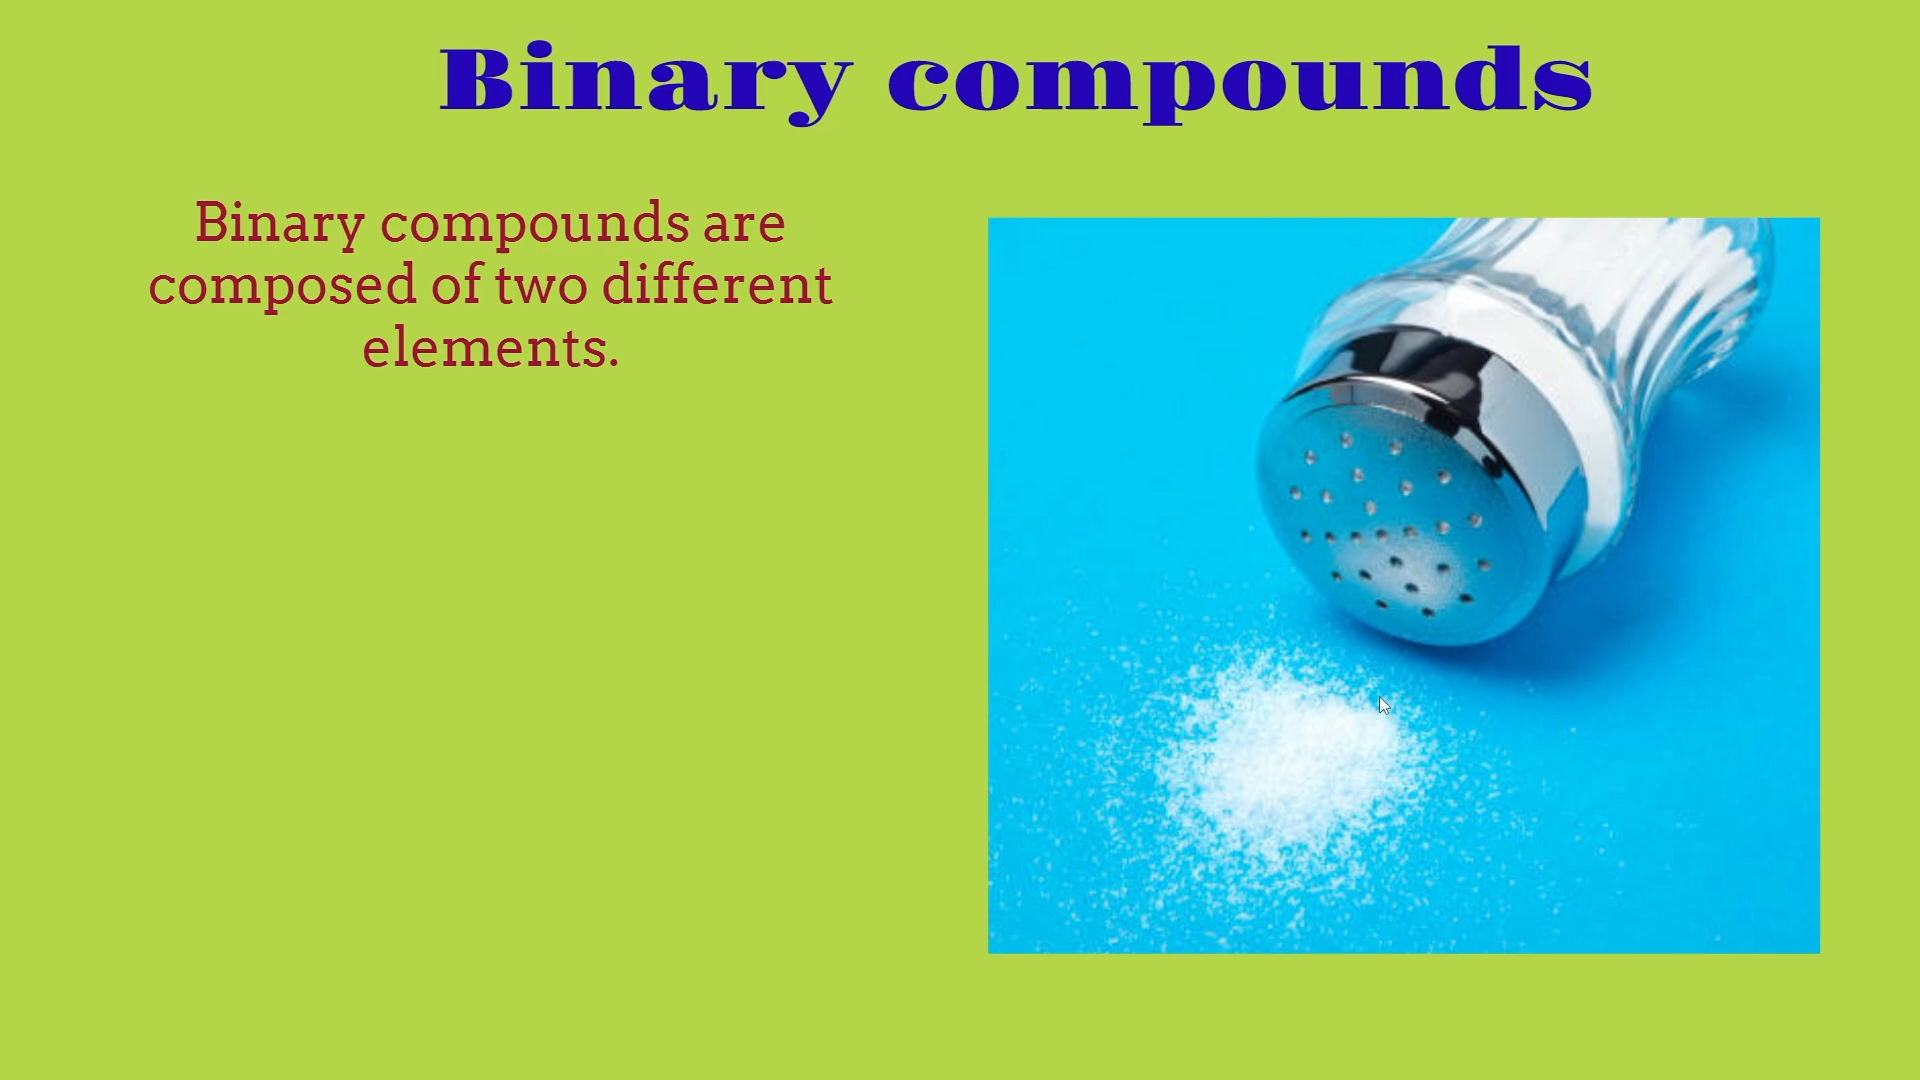 Binary compounds
Binary compounds are
composed of two different
elements.